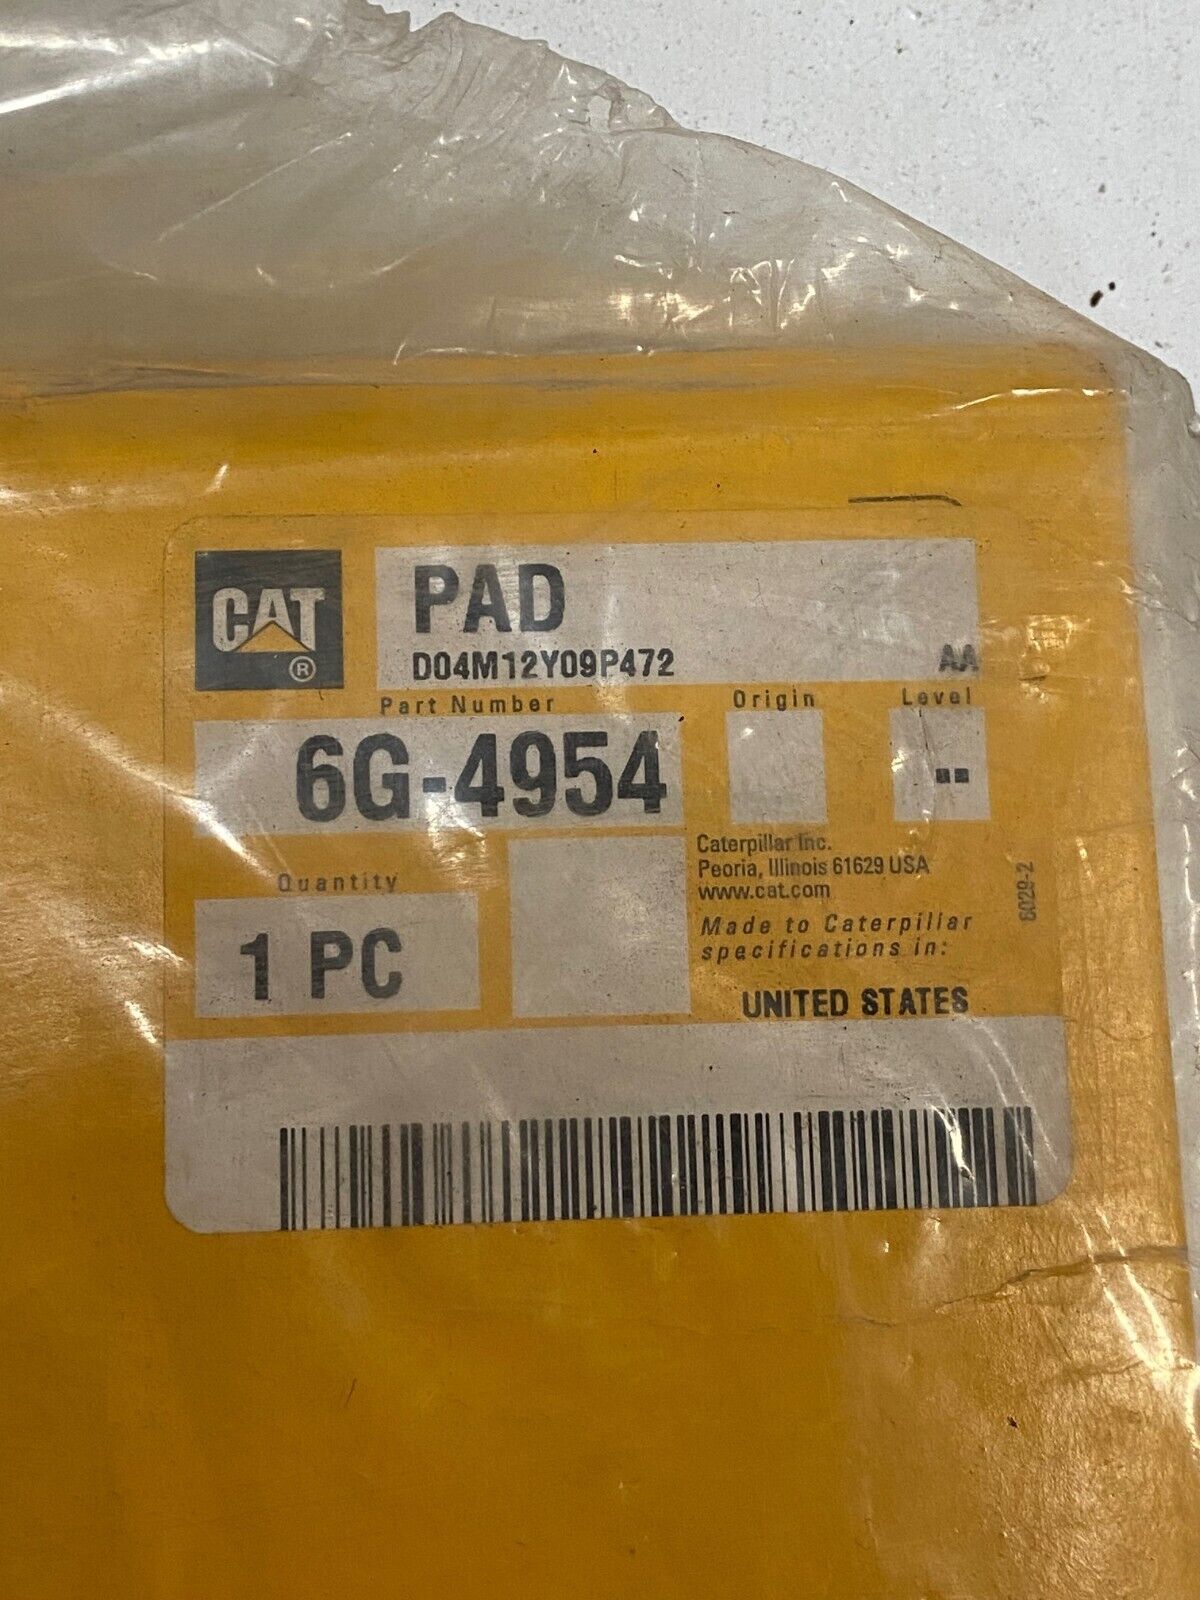 CAT
®
PAD
D04M12Y09P472 AA
Part Number Origin Level
6G-4954 --
Quantity
1 PC
Caterpillar Inc.
Peoria, Illinois 61629 USA
www.cat.com
Made to Caterpillar
specifications in:
UNITED STATES
8029-2